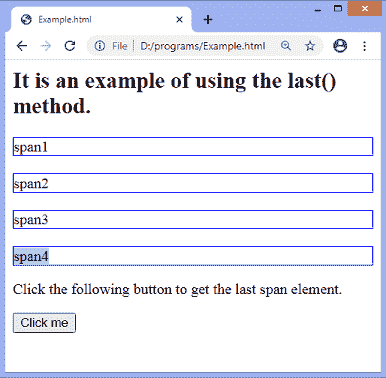 Example.html
File | D:/programs/Example.html
It is an example of using the last()
method.
span1
span2
span3
span4
Click the following button to get the last span element.
Click me